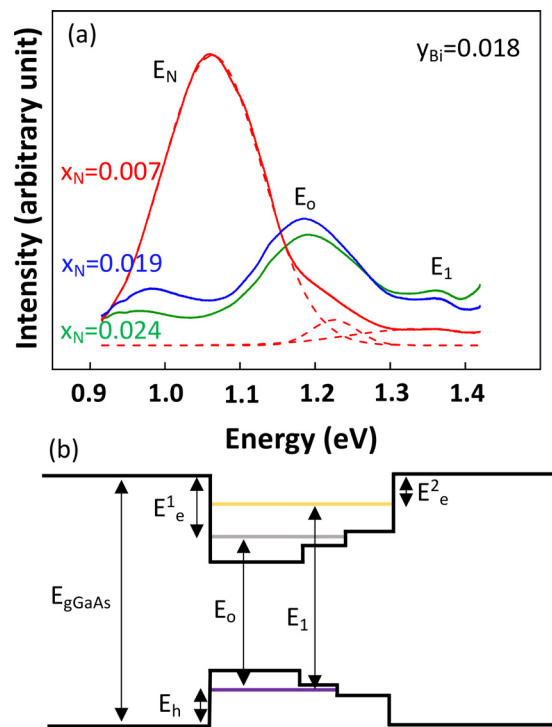 (a)
y_Bi=0.018
E_N
x_N=0.007
E_o
x_N=0.019
E_1
x_N=0.024
Intensity (arbitrary unit)
0.9 1.0 1.1 1.2 1.3 1.4
Energy (eV)
(b)
E^1_e
E^2_e
E_gGaAs
E_o
E_1
E_h